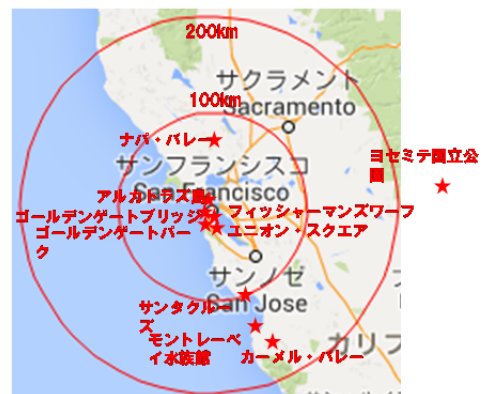 200km
サクラメント
100km
Sacramento
ナパ・バレー
ヨセミテ国立公
園
サンフランシスコ
アルカトラズ島
San Francisco
ゴールデンゲートブリッジ
フィッシャーマンズワーフ
ゴールデンゲートパー
ク
ユニオン・スクエア
サンノゼ
San Jose
サンタクルー
ズ
モントレーベ
イ水族館
カーメル・バレー
カリフ